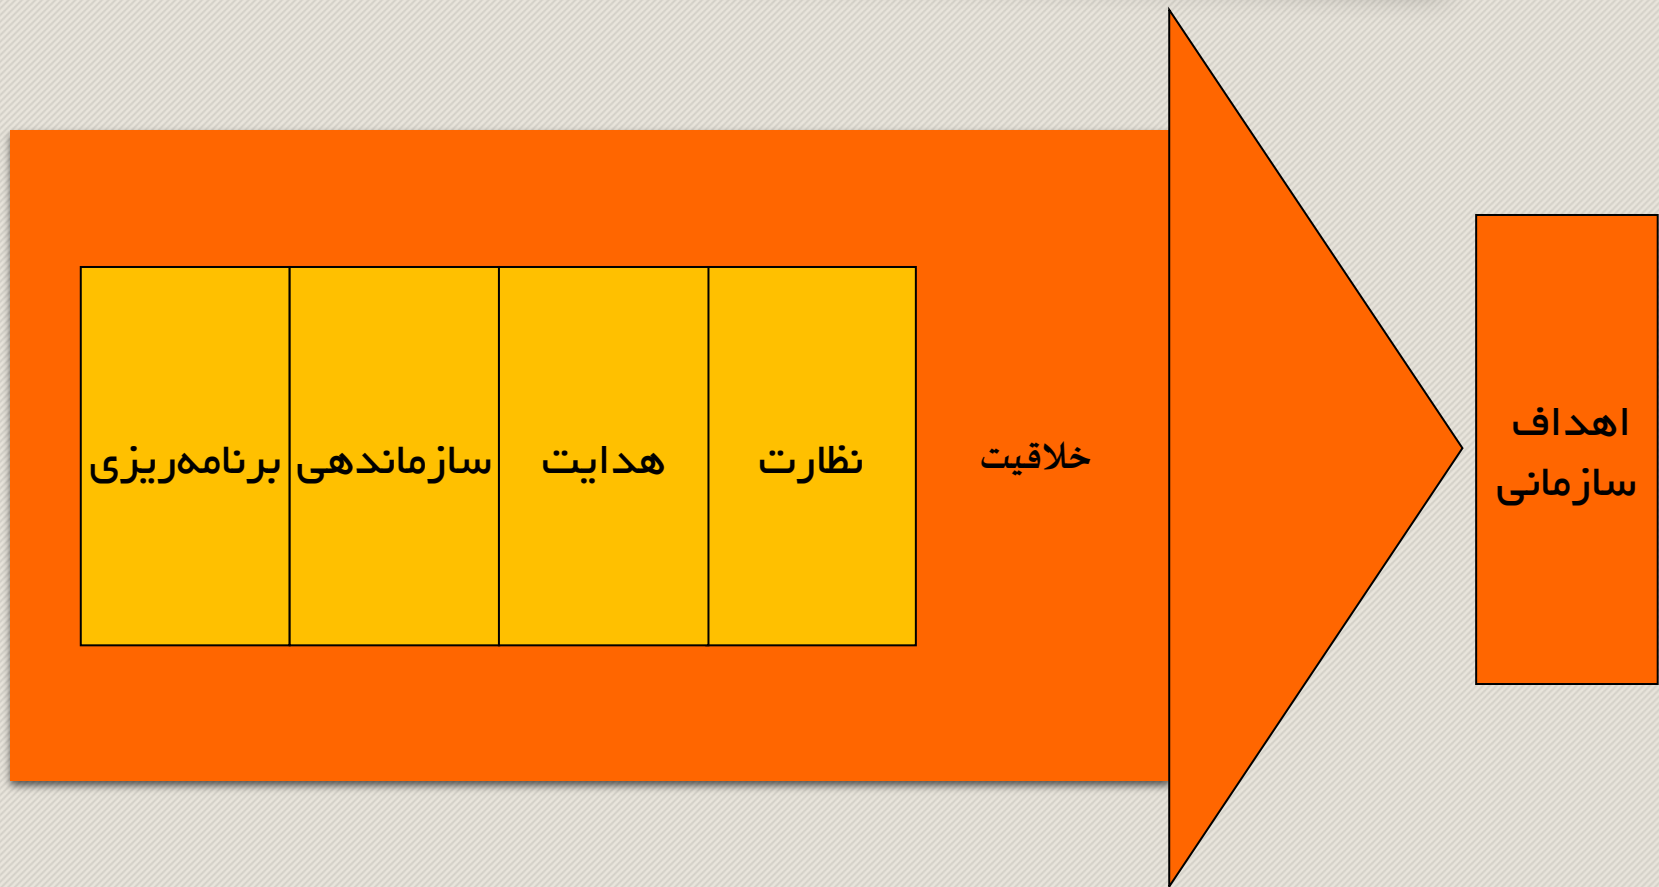 برنامه‌ریزی
سازماندهی
هدایت
نظارت
خلاقیت
اهداف
سازمانی